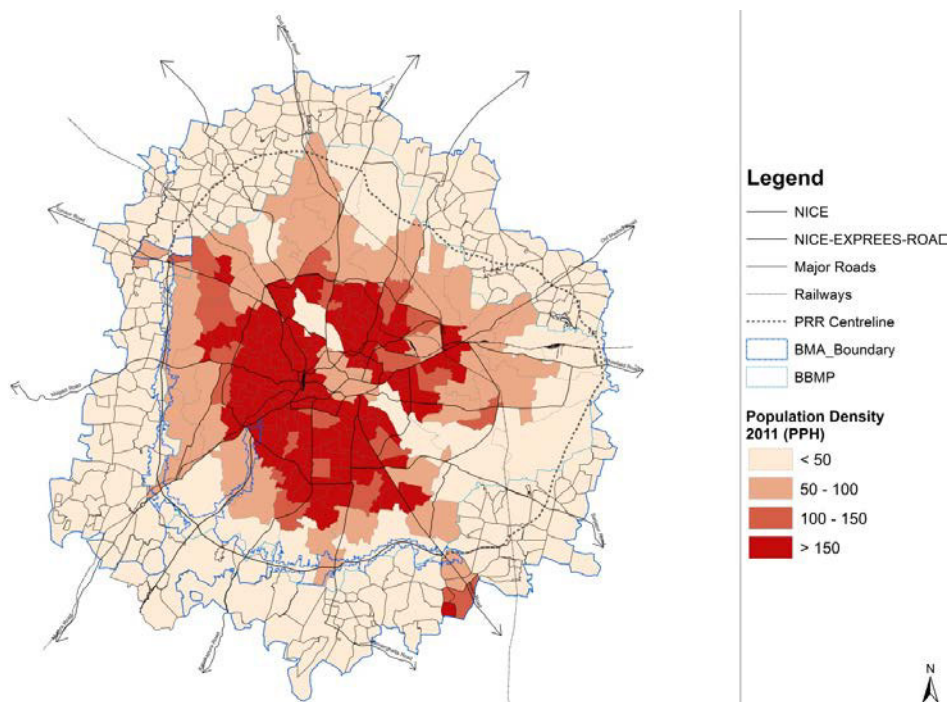 Legend
NICE
NICE-EXPREES-ROAD
Major Roads
Railways
PRR Centreline
BMA_Boundary
BBMP
Population Density
2011 (PPH)
< 50
50 - 100
100 - 150
> 150
N